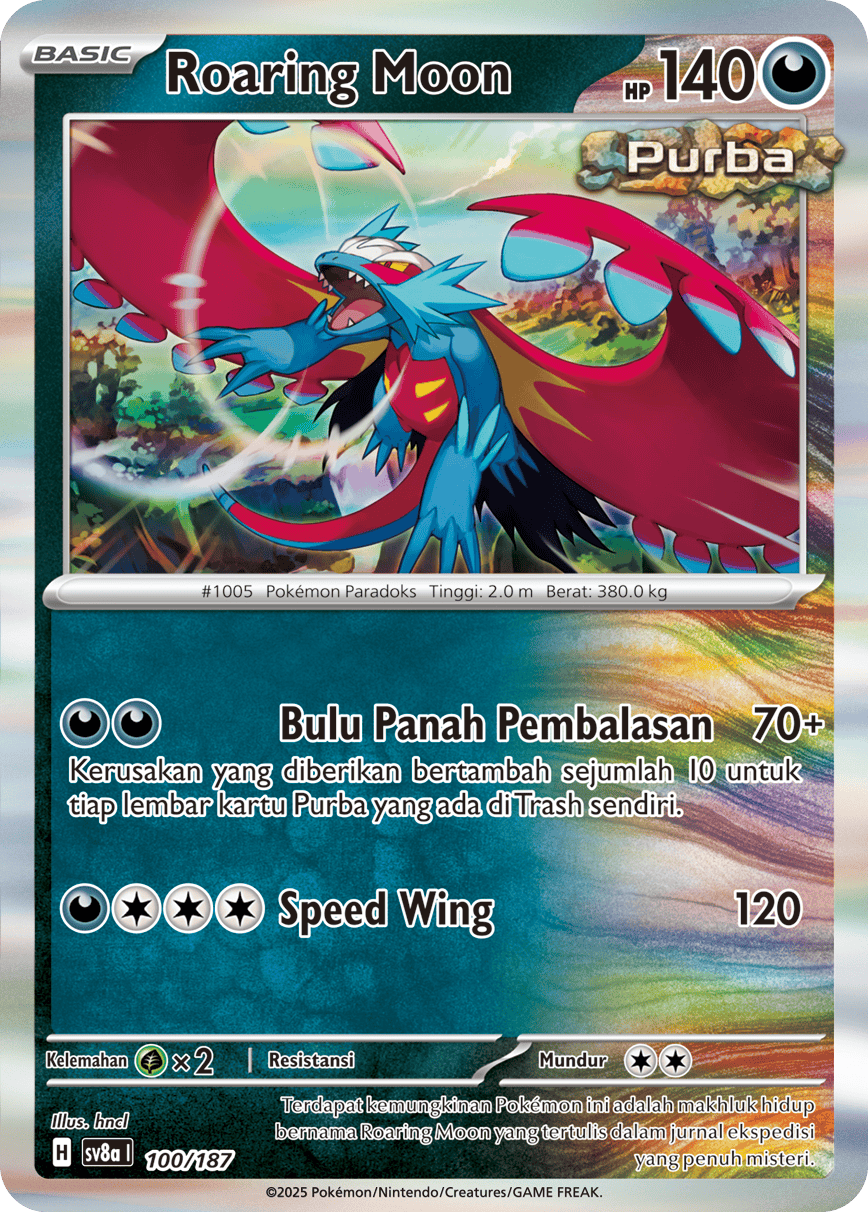 BASIC
Roaring Moon
HP 140
Purba
#1005 Pokémon Paradoks Tinggi: 2.0 m Berat: 380.0 kg
Bulu Panah Pembalasan 70+
Kerusakan yang diberikan bertambah sejumlah 10 untuk
tiap lembar kartu Purba yang ada di Trash sendiri.
Speed Wing 120
Kelemahan ×2 | Resistansi Mundur
Terdapat kemungkinan Pokémon ini adalah makhluk hidup
bernama Roaring Moon yang tertulis dalam jurnal ekspedisi
yang penuh misteri.
Illus. hncl
H sv8a I 100/187
©2025 Pokémon/Nintendo/Creatures/GAME FREAK.